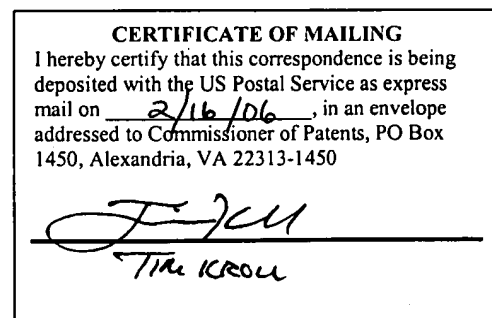 CERTIFICATE OF MAILING
I hereby certify that this correspondence is being
deposited with the US Postal Service as express
mail on 2/16/06, in an envelope
addressed to Commissioner of Patents, PO Box
1450, Alexandria, VA 22313-1450
TIM KROLL